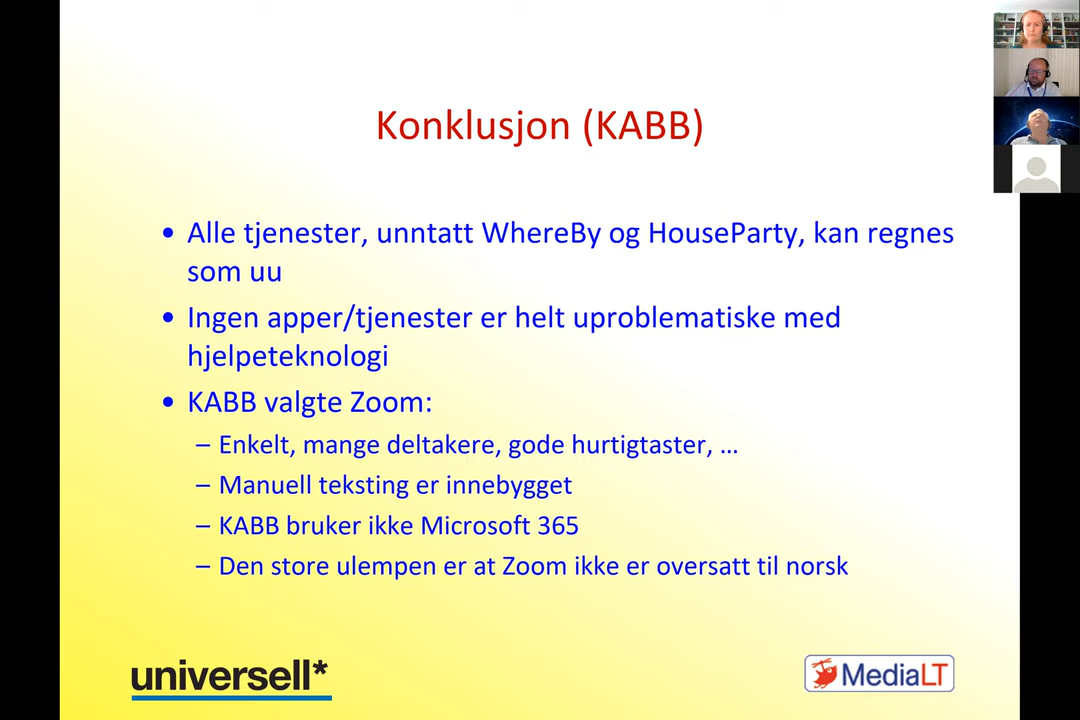 Konklusjon (KABB)
• Alle tjenester, unntatt WhereBy og HouseParty, kan regnes
som uu
• Ingen apper/tjenester er helt uproblematiske med
hjelpeteknologi
• KABB valgte Zoom:
– Enkelt, mange deltakere, gode hurtigtaster, …
– Manuell teksting er innebygget
– KABB bruker ikke Microsoft 365
– Den store ulempen er at Zoom ikke er oversatt til norsk
universell*
MediaLT